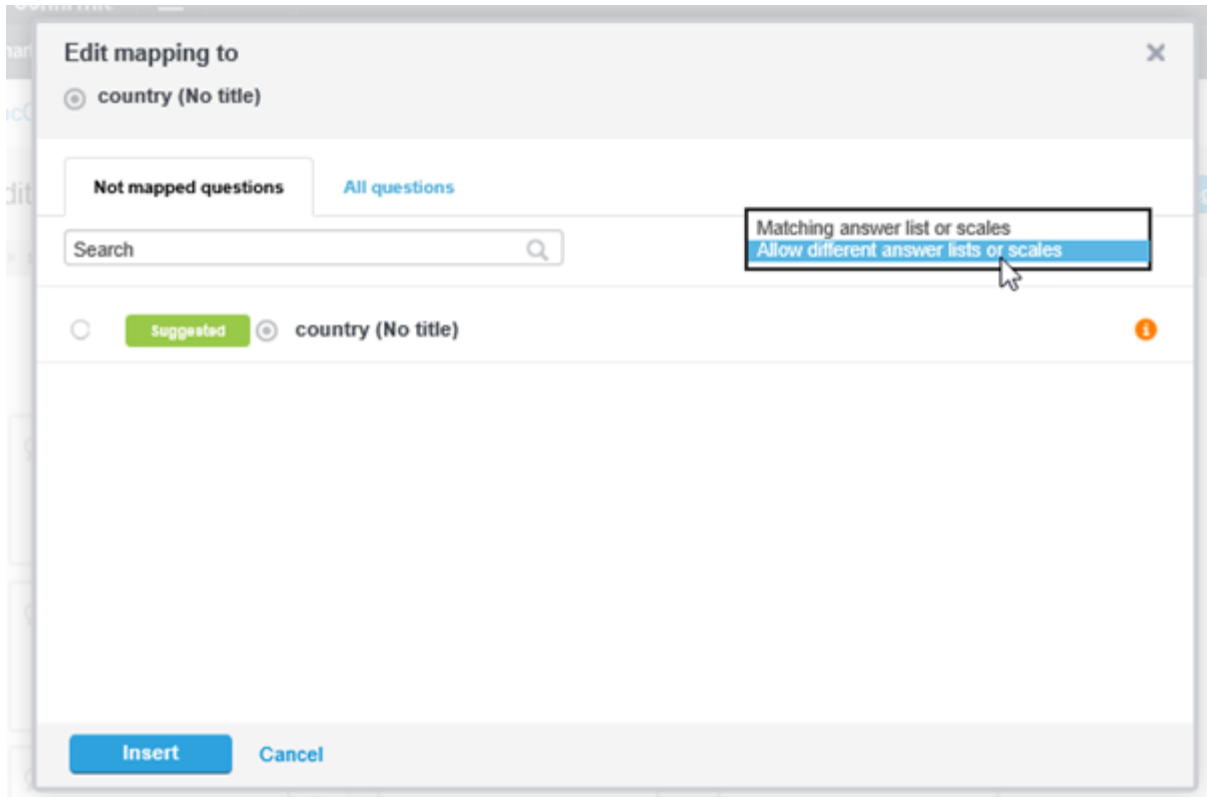 Edit mapping to
country (No title)
Not mapped questions
All questions
Matching answer list or scales
Search
Allow different answer lists or scales
Suggested
country (No title)
Insert
Cancel